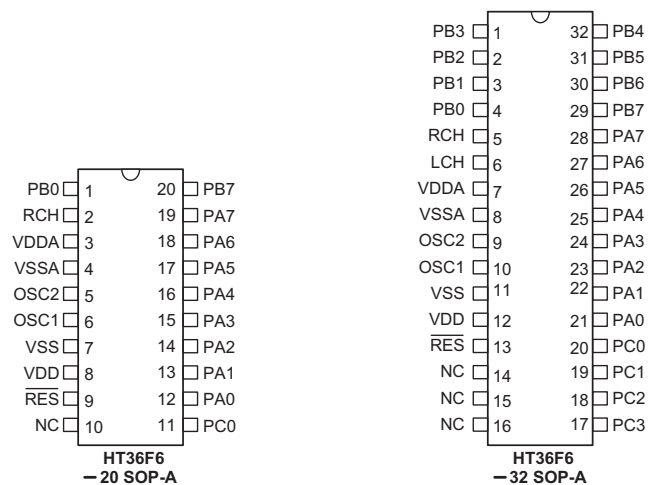 PB0 1 20 PB7
RCH 2 19 PA7
VDDA 3 18 PA6
VSSA 4 17 PA5
OSC2 5 16 PA4
OSC1 6 15 PA3
VSS 7 14 PA2
VDD 8 13 PA1
RES 9 12 PA0
NC 10 11 PC0
HT36F6
– 20 SOP-A
PB3 1 32 PB4
PB2 2 31 PB5
PB1 3 30 PB6
PB0 4 29 PB7
RCH 5 28 PA7
LCH 6 27 PA6
VDDA 7 26 PA5
VSSA 8 25 PA4
OSC2 9 24 PA3
OSC1 10 23 PA2
VSS 11 22 PA1
VDD 12 21 PA0
RES 13 20 PC0
NC 14 19 PC1
NC 15 18 PC2
NC 16 17 PC3
HT36F6
– 32 SOP-A